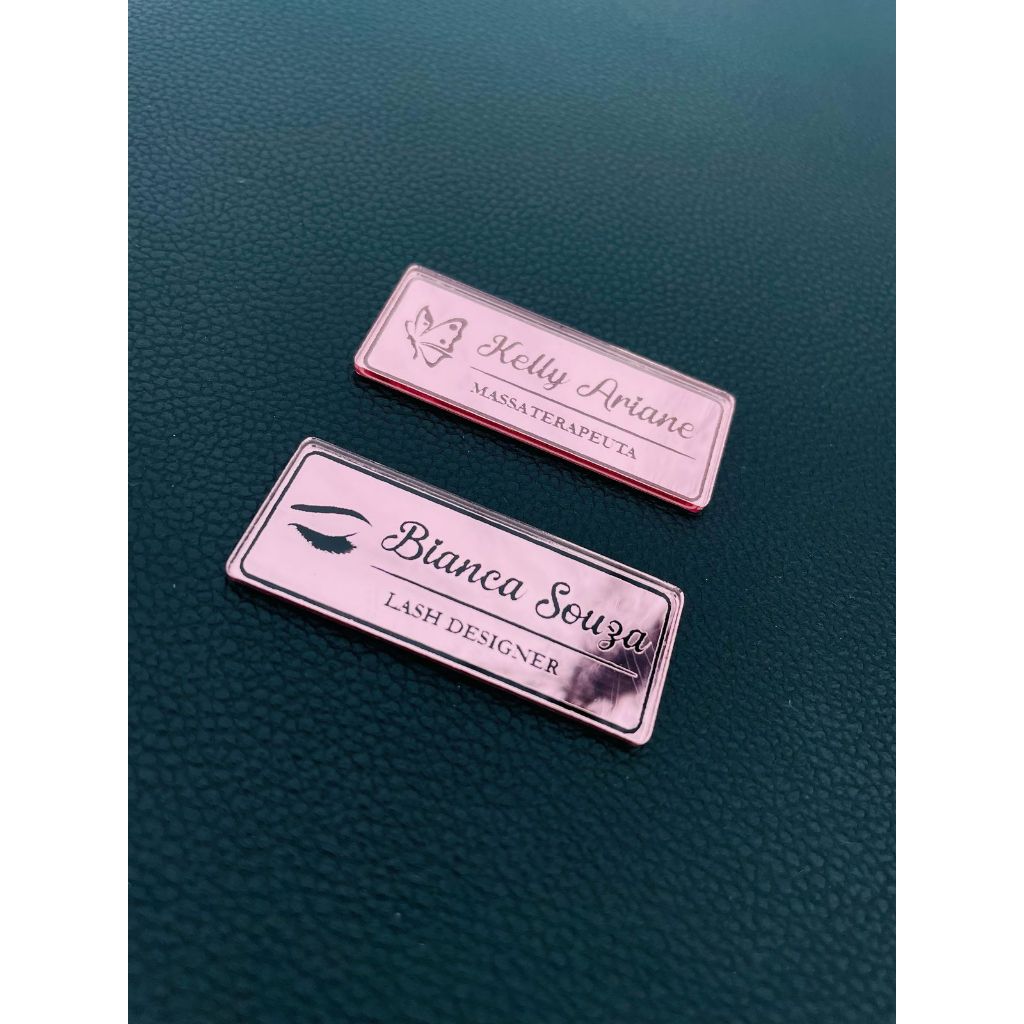 Kelly Ariane
MASSATERAPEUTA
Bianca Souza
LASH DESIGNER